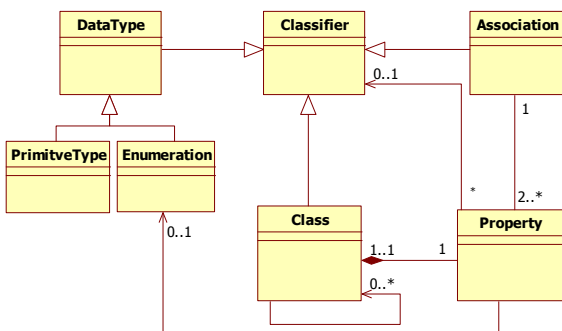 DataType
Classifier
Association
0..1
1
PrimitveType
Enumeration
*
2..*
Class
Property
0..1
1..1
1
0..*